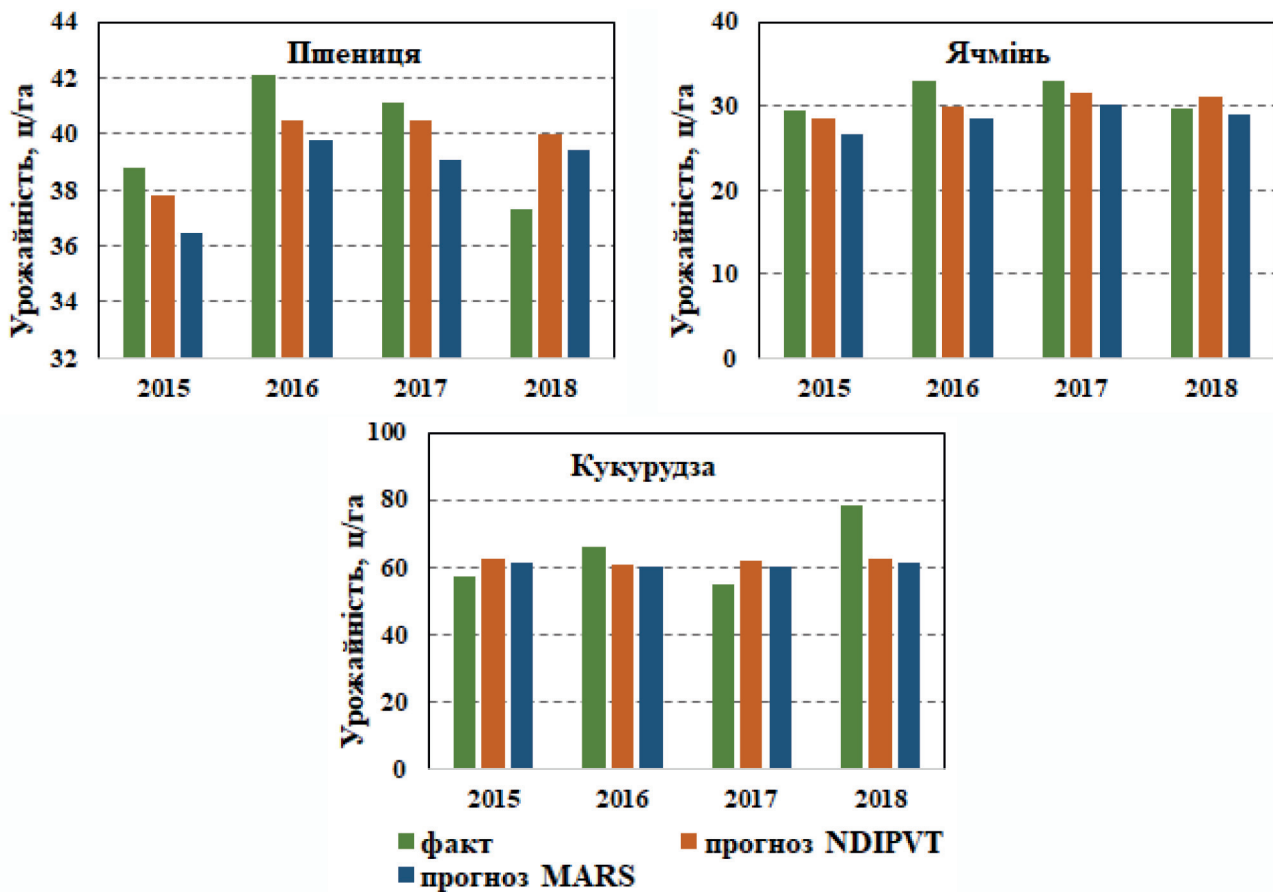 Пшениця
Урожайність, ц/га
44
42
40
38
36
34
32
2015 2016 2017 2018
Ячмінь
Урожайність, ц/га
40
30
20
10
0
2015 2016 2017 2018
Кукурудза
Урожайність, ц/га
100
80
60
40
20
0
2015 2016 2017 2018
факт прогноз NDIPVT
прогноз MARS